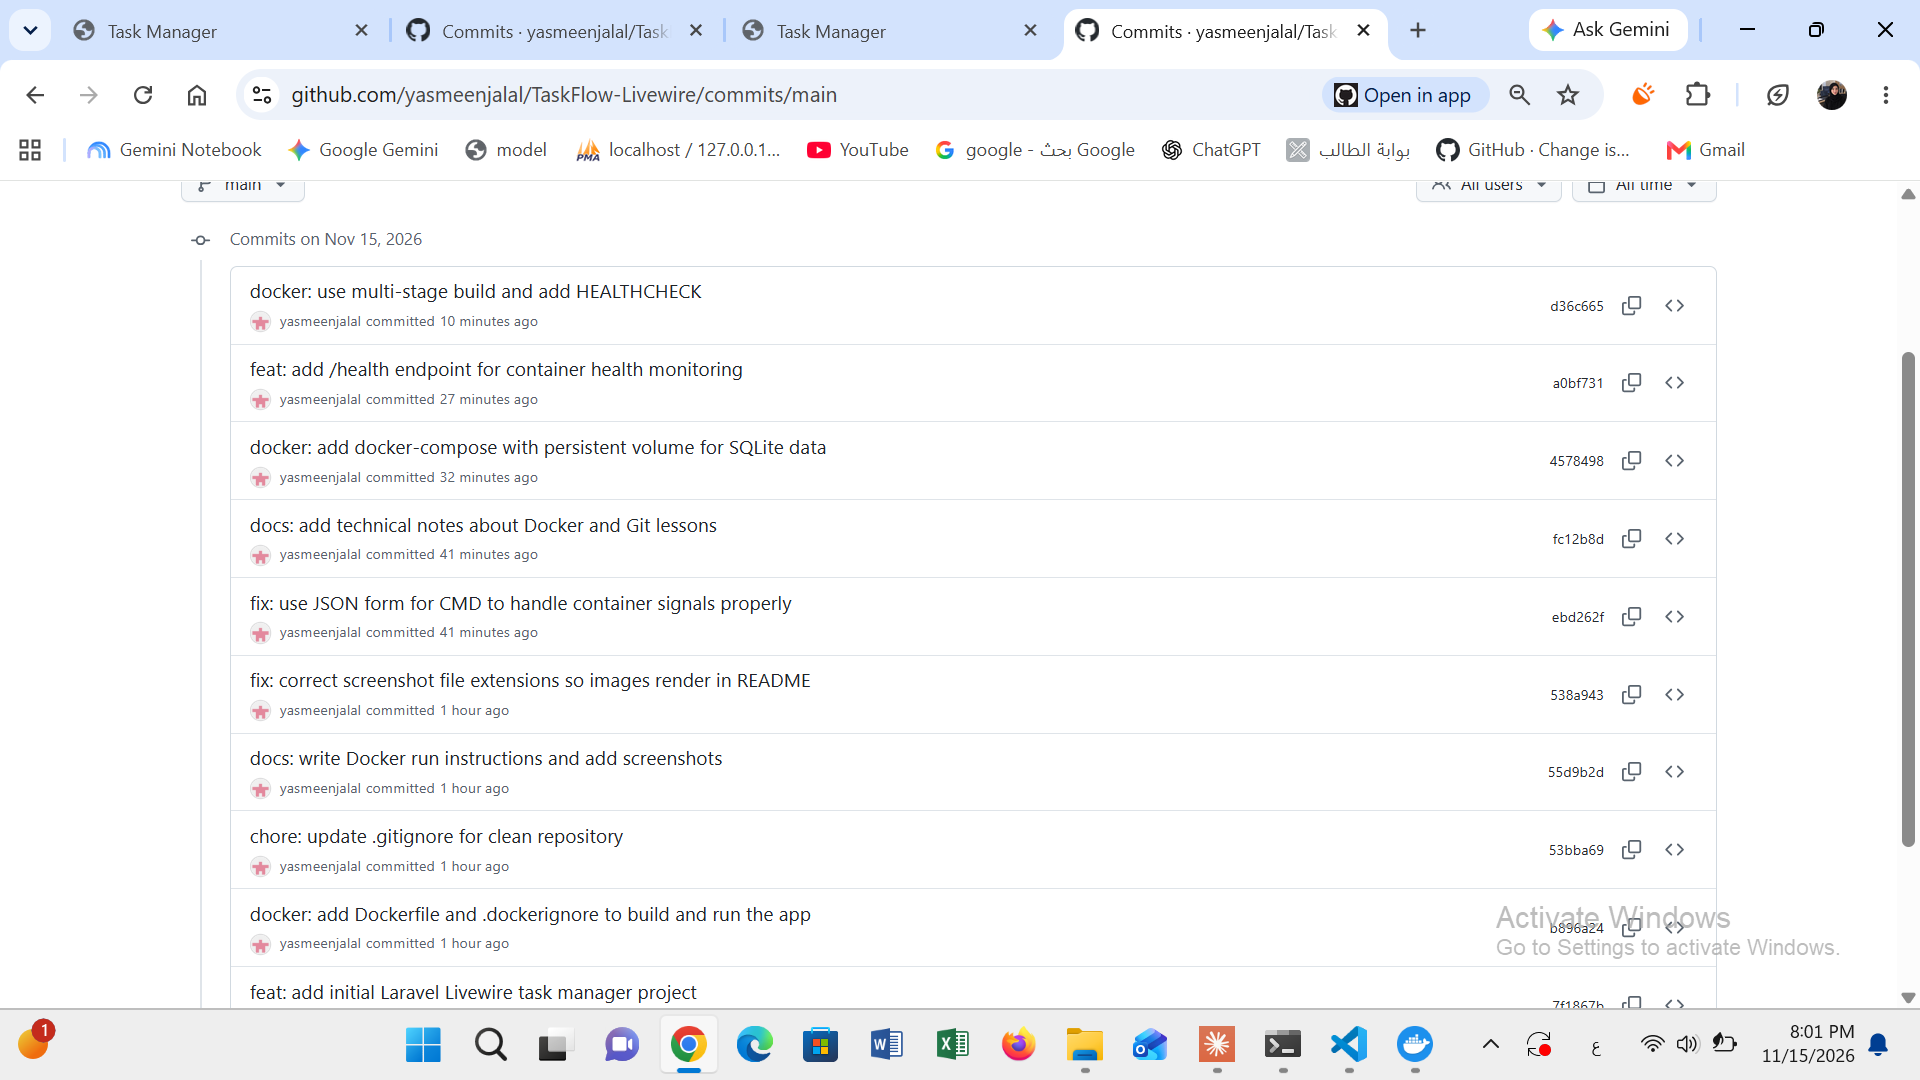 Task Manager
Commits · yasmeenjalal/Task
Task Manager
Commits · yasmeenjalal/Task
Ask Gemini
github.com/yasmeenjalal/TaskFlow-Livewire/commits/main
Open in app
Gemini Notebook
Google Gemini
model
PMA
localhost / 127.0.0.1...
YouTube
google - بحث Google
ChatGPT
بوابة الطالب
GitHub · Change is...
Gmail
main
All users
All time
Commits on Nov 15, 2026
docker: use multi-stage build and add HEALTHCHECK
yasmeenjalal committed 10 minutes ago
d36c665
feat: add /health endpoint for container health monitoring
yasmeenjalal committed 27 minutes ago
a0bf731
docker: add docker-compose with persistent volume for SQLite data
yasmeenjalal committed 32 minutes ago
4578498
docs: add technical notes about Docker and Git lessons
yasmeenjalal committed 41 minutes ago
fc12b8d
fix: use JSON form for CMD to handle container signals properly
yasmeenjalal committed 41 minutes ago
ebd262f
fix: correct screenshot file extensions so images render in README
yasmeenjalal committed 1 hour ago
538a943
docs: write Docker run instructions and add screenshots
yasmeenjalal committed 1 hour ago
55d9b2d
chore: update .gitignore for clean repository
yasmeenjalal committed 1 hour ago
53bba69
docker: add Dockerfile and .dockerignore to build and run the app
yasmeenjalal committed 1 hour ago
b896a24
feat: add initial Laravel Livewire task manager project
7f1867b
Activate Windows
Go to Settings to activate Windows.
1
ع
8:01 PM
11/15/2026